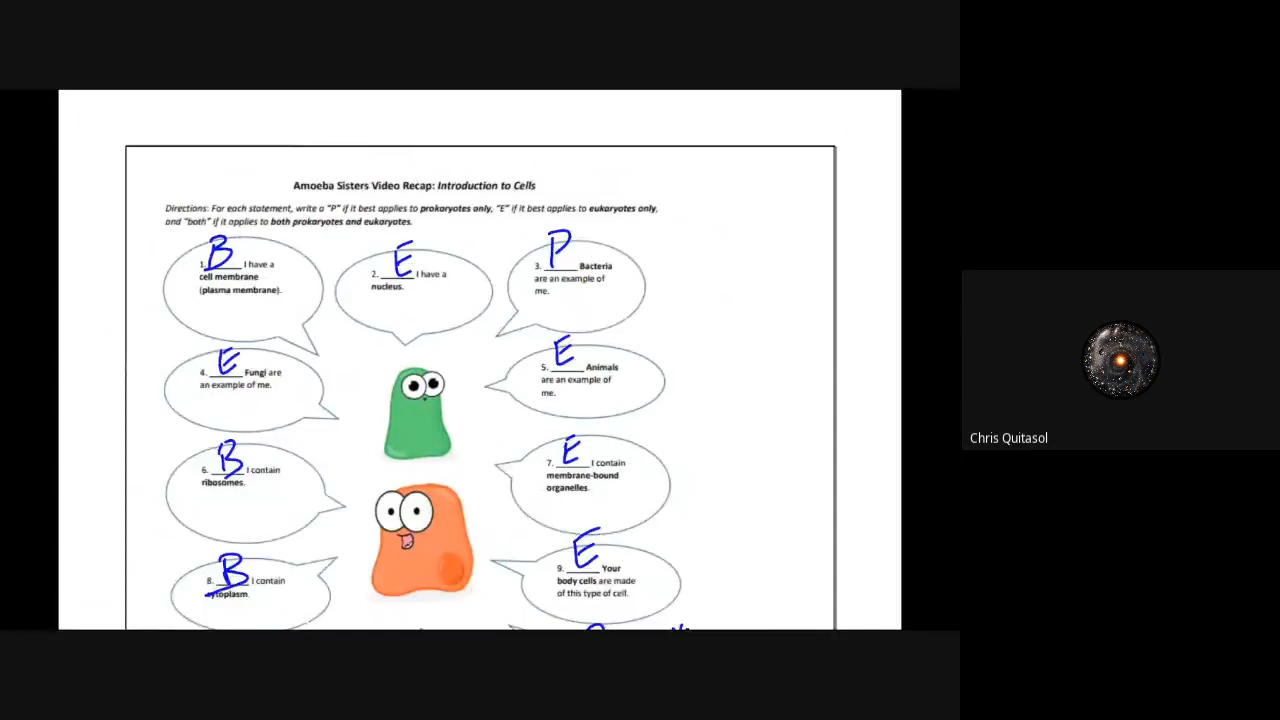 Amoeba Sisters Video Recap: Introduction to Cells
Directions: For each statement, write a "P" if it best applies to prokaryotes only, "E" if it best applies to eukaryotes only,
and "both" if it applies to both prokaryotes and eukaryotes.
1. B I have a
cell membrane
(plasma membrane).
2. E I have a
nucleus.
3. P Bacteria
are an example of
me.
4. E Fungi are
an example of me.
5. E Animals
are an example of
me.
6. B I contain
ribosomes.
7. E I contain
membrane-bound
organelles.
8. B I contain
cytoplasm.
9. E Your
body cells are made
of this type of cell.
Chris Quitasol